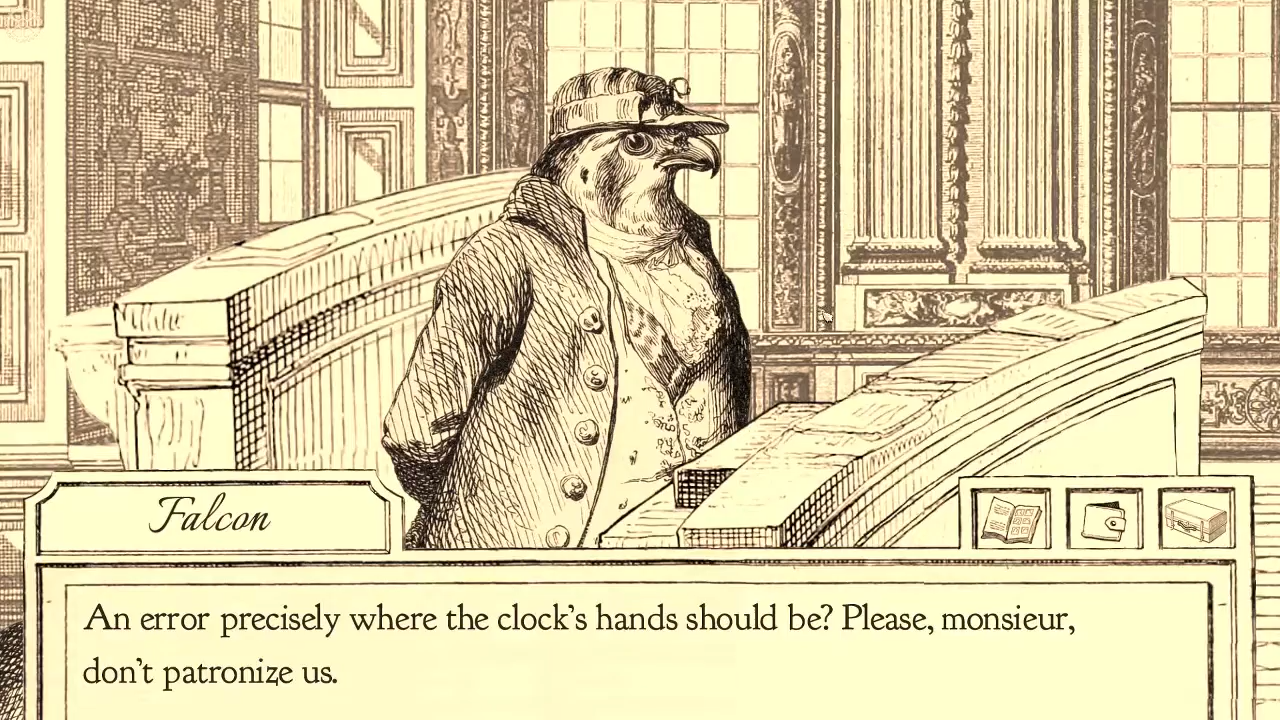 Falcon
An error precisely where the clock's hands should be? Please, monsieur,
don't patronize us.